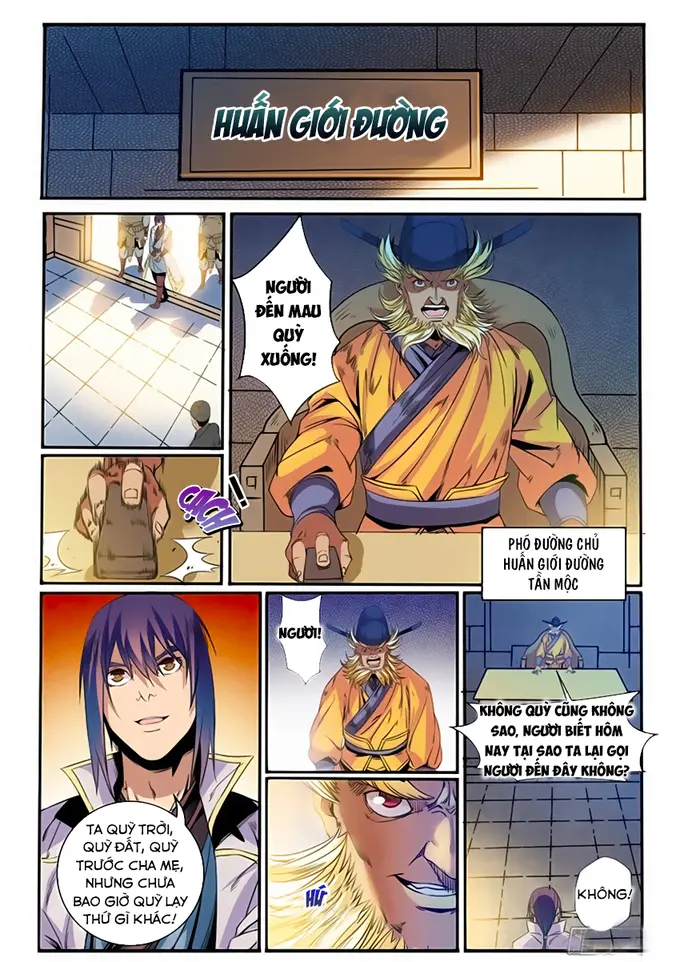 HUẤN GIỚI ĐƯỜNG
NGƯỜI
ĐẾN MAU
QUỲ
XUỐNG!
CẠCH
!
PHÓ ĐƯỜNG CHỦ
HUẤN GIỚI ĐƯỜNG
TẦN MỘC
TA QUỲ TRỜI,
QUỲ ĐẤT, QUỲ
TRƯỚC CHA MẸ,
NHƯNG CHƯA
BAO GIỜ QUỲ LẠY
THỨ GÌ KHÁC!
NGƯƠI!
HỪ
KHÔNG QUỲ CŨNG KHÔNG
SAO, NGƯƠI BIẾT HÔM
NAY TẠI SAO TA LẠI GỌI
NGƯƠI ĐẾN ĐÂY KHÔNG?
KHÔNG!